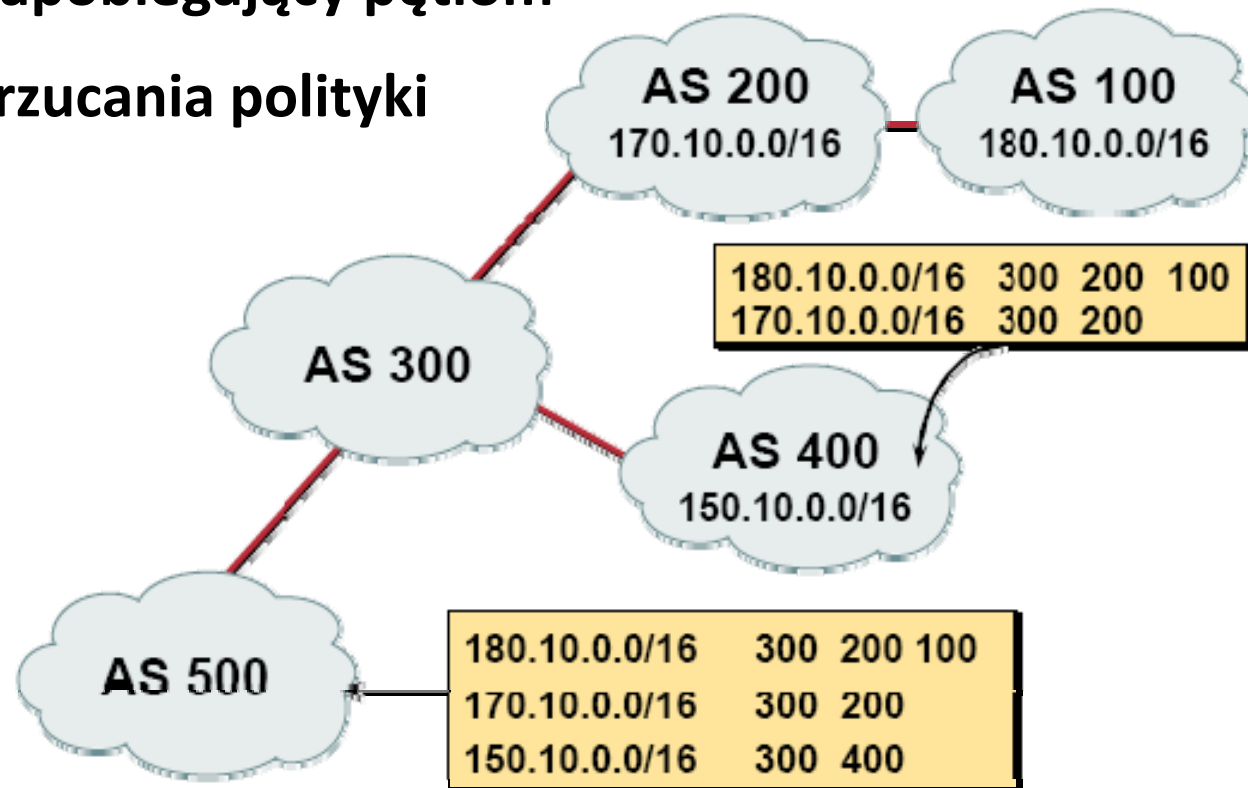 rzucania polityki
AS 200
170.10.0.0/16
AS 100
180.10.0.0/16
180.10.0.0/16 300 200 100
170.10.0.0/16 300 200
AS 300
AS 400
150.10.0.0/16
AS 500
180.10.0.0/16 300 200 100
170.10.0.0/16 300 200
150.10.0.0/16 300 400